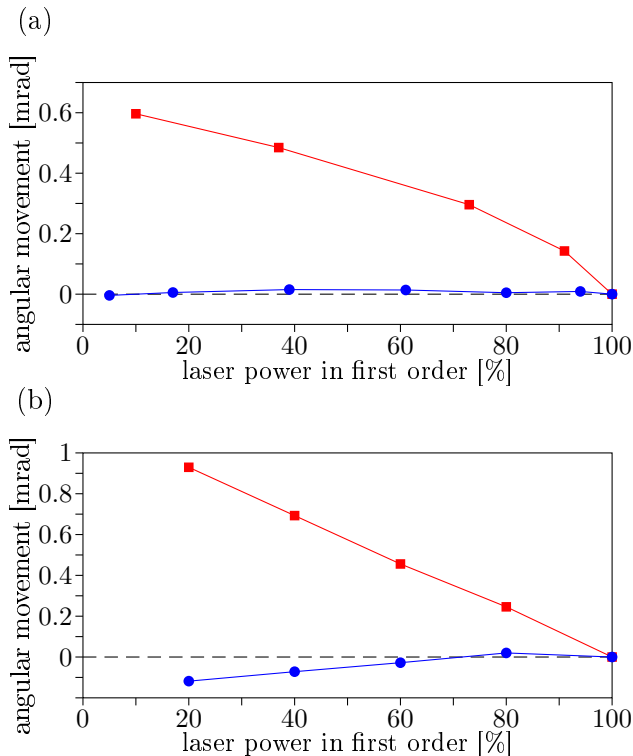 (a)
angular movement [mrad]
0.6
0.4
0.2
0
0 20 40 60 80 100
laser power in first order [%]
(b)
angular movement [mrad]
1
0.8
0.6
0.4
0.2
0
0 20 40 60 80 100
laser power in first order [%]